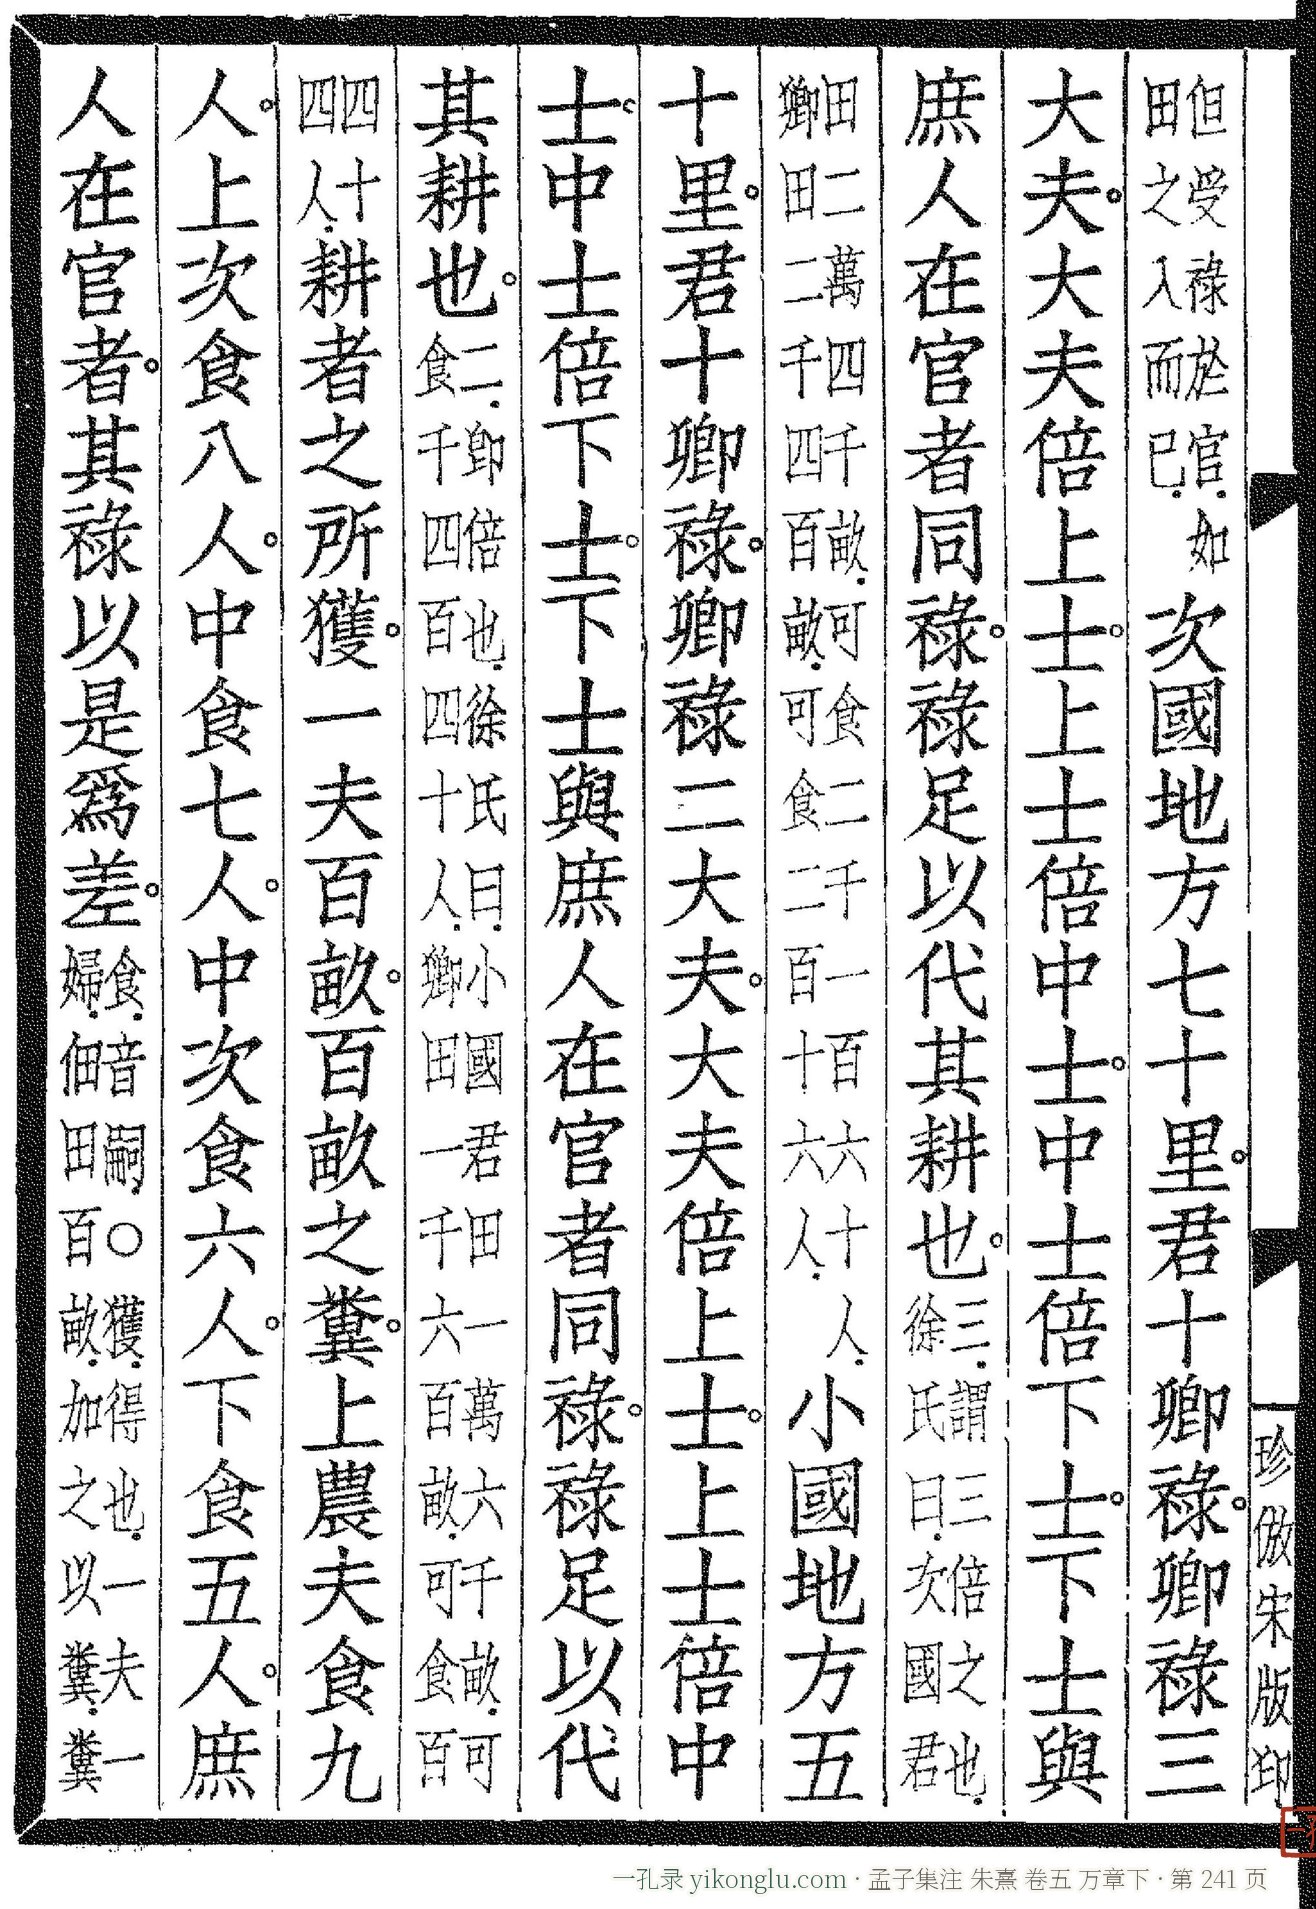 但受祿於官、如
田之入而已、
次國地方七十里。君十卿祿。卿祿三
大夫。大夫倍上士。上士倍中士。中士倍下士。下士與
庶人在官者同祿。祿足以代其耕也。
三、謂三倍之也、
徐氏曰、次國君
田二萬四千畝、可食二千一百六十人、
卿田二千四百畝、可食二百十六人、
小國地方五
十里。君十卿祿。卿祿二大夫。大夫倍上士。上士倍中
士。中士倍下士。下士與庶人在官者同祿。祿足以代
其耕也。
二、即倍也、徐氏曰、小國君田一萬六千畝、可
食千四百四十人、卿田一千六百畝、可食百
四十
四人、
耕者之所獲。一夫百畝。百畝之糞。上農夫食九
人。上次食八人。中食七人。中次食六人。下食五人。庶
人在官者。其祿以是爲差。
食、音嗣、○獲、得也、一夫一
婦、佃田百畝、加之以糞、糞
珍倣宋版印
一孔录 yikonglu.com · 孟子集注 朱熹 卷五 万章下 · 第 241 页